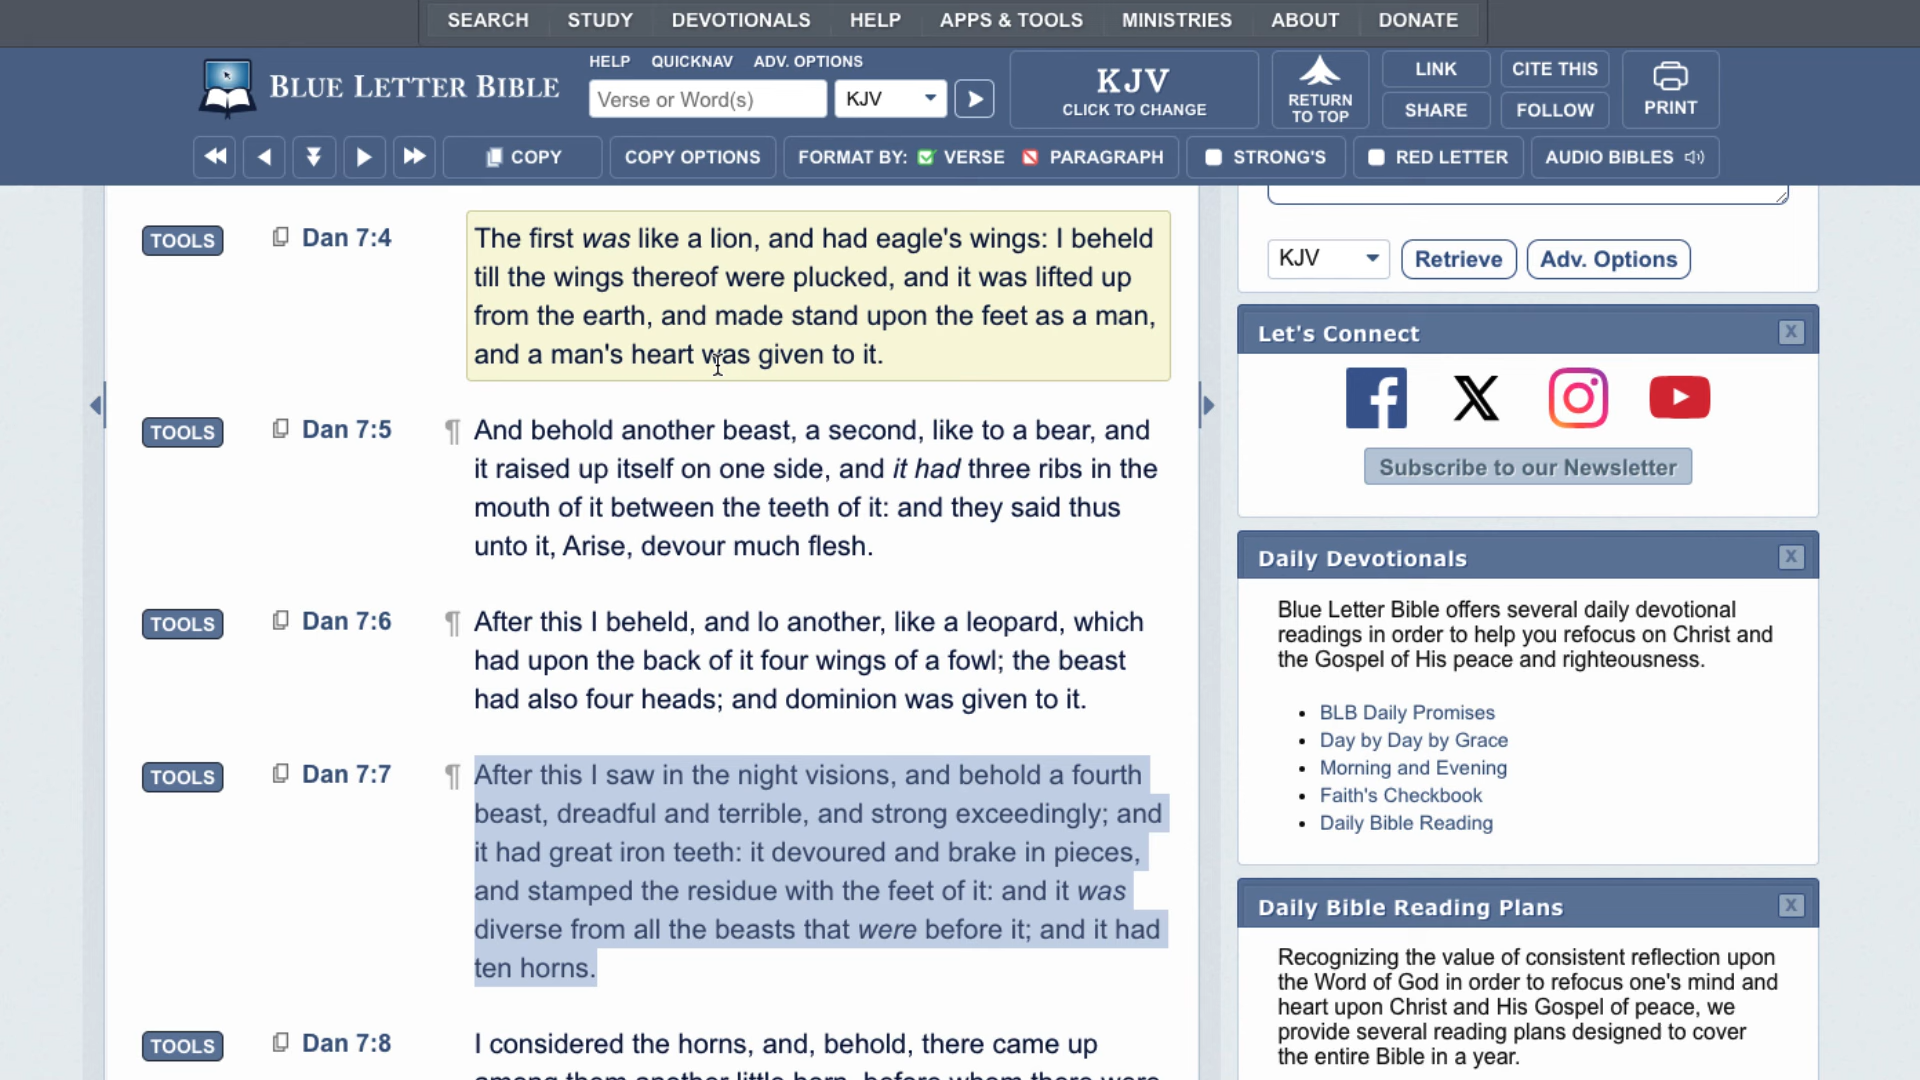 SEARCH STUDY DEVOTIONALS HELP APPS & TOOLS MINISTRIES ABOUT DONATE
BLUE LETTER BIBLE
HELP QUICKNAV ADV. OPTIONS
Verse or Word(s) KJV
KJV
CLICK TO CHANGE
RETURN
TO TOP
LINK CITE THIS
SHARE FOLLOW
PRINT
COPY COPY OPTIONS FORMAT BY: VERSE PARAGRAPH STRONG'S RED LETTER AUDIO BIBLES
TOOLS Dan 7:4 The first was like a lion, and had eagle's wings: I beheld
till the wings thereof were plucked, and it was lifted up
from the earth, and made stand upon the feet as a man,
and a man's heart was given to it.
TOOLS Dan 7:5 ¶ And behold another beast, a second, like to a bear, and
it raised up itself on one side, and it had three ribs in the
mouth of it between the teeth of it: and they said thus
unto it, Arise, devour much flesh.
TOOLS Dan 7:6 ¶ After this I beheld, and lo another, like a leopard, which
had upon the back of it four wings of a fowl; the beast
had also four heads; and dominion was given to it.
TOOLS Dan 7:7 ¶ After this I saw in the night visions, and behold a fourth
beast, dreadful and terrible, and strong exceedingly; and
it had great iron teeth: it devoured and brake in pieces,
and stamped the residue with the feet of it: and it was
diverse from all the beasts that were before it; and it had
ten horns.
TOOLS Dan 7:8 I considered the horns, and, behold, there came up
among them another little horn, before whom there were
KJV Retrieve Adv. Options
Let's Connect X
Subscribe to our Newsletter
Daily Devotionals X
Blue Letter Bible offers several daily devotional
readings in order to help you refocus on Christ and
the Gospel of His peace and righteousness.
• BLB Daily Promises
• Day by Day by Grace
• Morning and Evening
• Faith's Checkbook
• Daily Bible Reading
Daily Bible Reading Plans X
Recognizing the value of consistent reflection upon
the Word of God in order to refocus one's mind and
heart upon Christ and His Gospel of peace, we
provide several reading plans designed to cover
the entire Bible in a year.